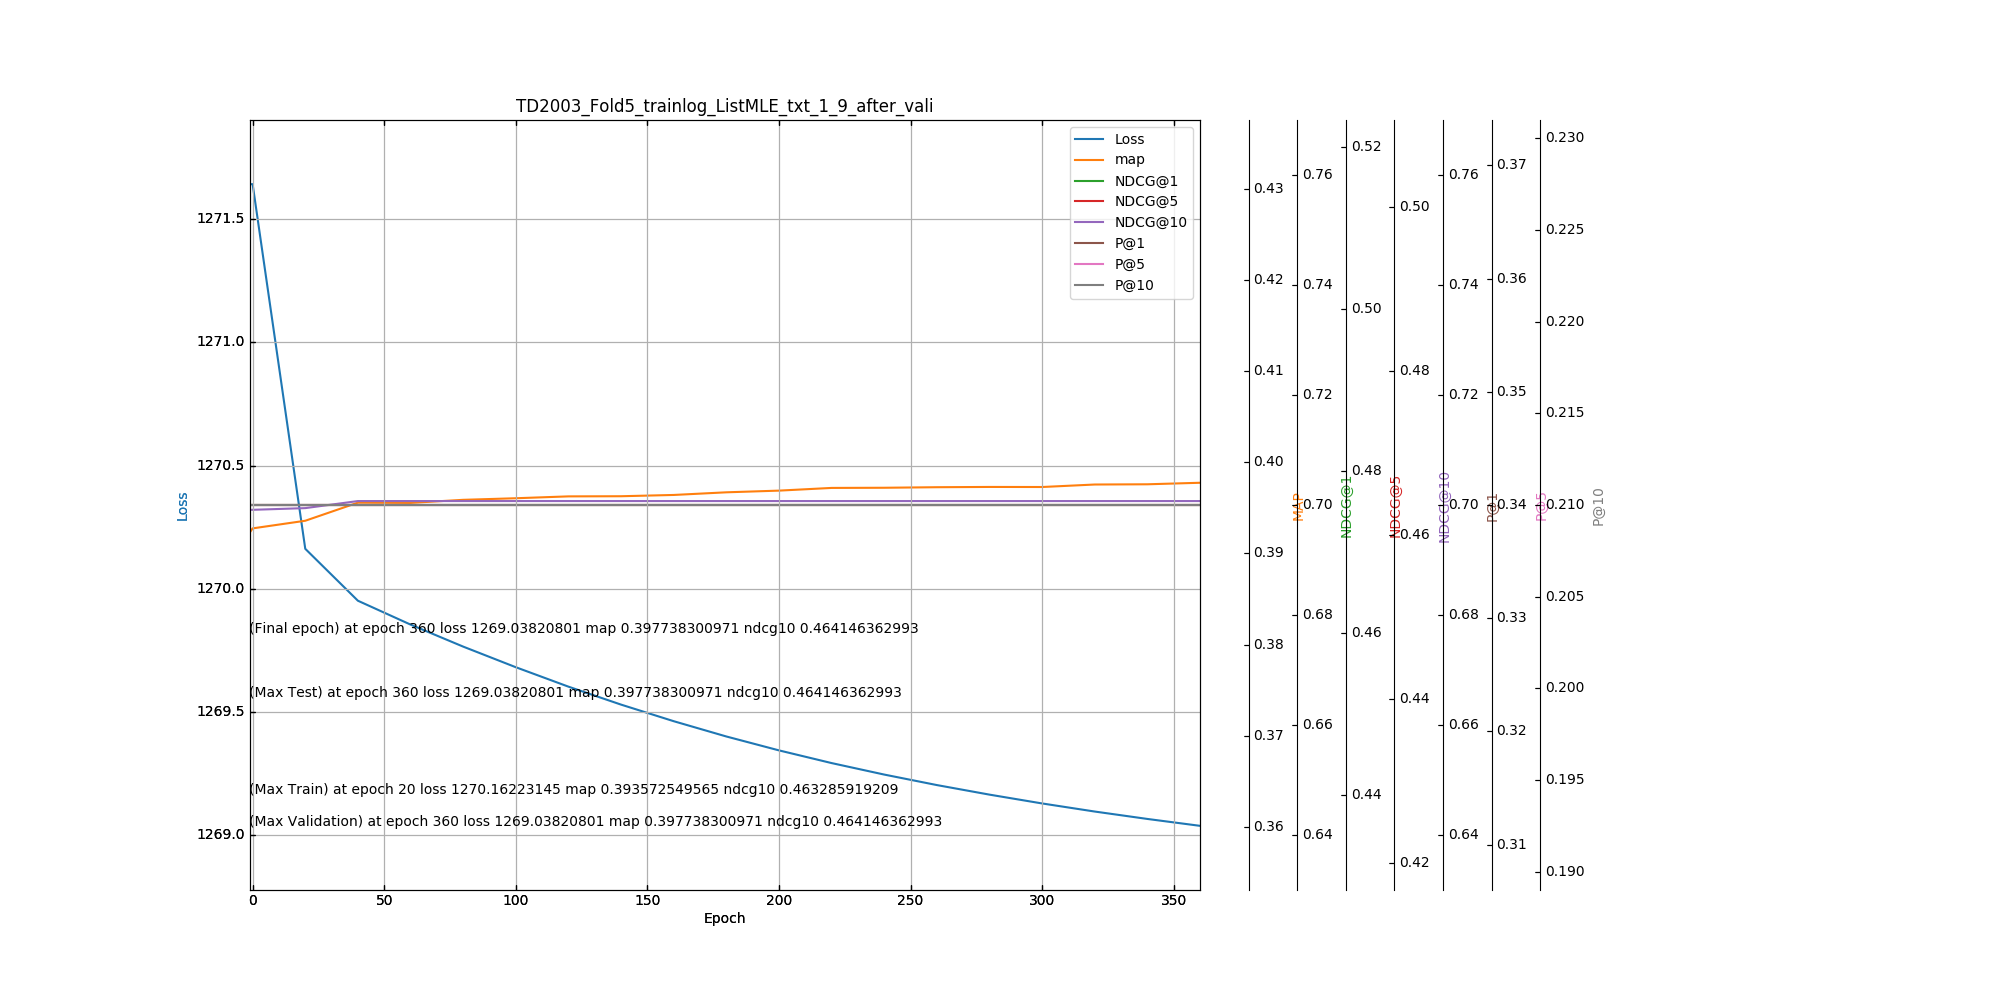 TD2003_Fold5_trainlog_ListMLE_txt_1_9_after_vali
Loss
map
NDCG@1
NDCG@5
NDCG@10
P@1
P@5
P@10
1271.5
1271.0
1270.5
1270.0
1269.5
1269.0
Loss
(Final epoch) at epoch 360 loss 1269.03820801 map 0.397738300971 ndcg10 0.464146362993
(Max Test) at epoch 360 loss 1269.03820801 map 0.397738300971 ndcg10 0.464146362993
(Max Train) at epoch 20 loss 1270.16223145 map 0.393572549565 ndcg10 0.463285919209
(Max Validation) at epoch 360 loss 1269.03820801 map 0.397738300971 ndcg10 0.464146362993
0 50 100 150 200 250 300 350
Epoch
0.43
0.42
0.41
0.40
0.39
0.38
0.37
0.36
MAP
0.76
0.74
0.72
0.70
0.68
0.66
0.64
NDCG@1
0.52
0.50
0.48
0.46
0.44
NDCG@5
0.50
0.48
0.46
0.44
0.42
NDCG@10
0.76
0.74
0.72
0.70
0.68
0.66
0.64
P@1
0.37
0.36
0.35
0.34
0.33
0.32
0.31
P@5
0.230
0.225
0.220
0.215
0.210
0.205
0.200
0.195
0.190
P@10